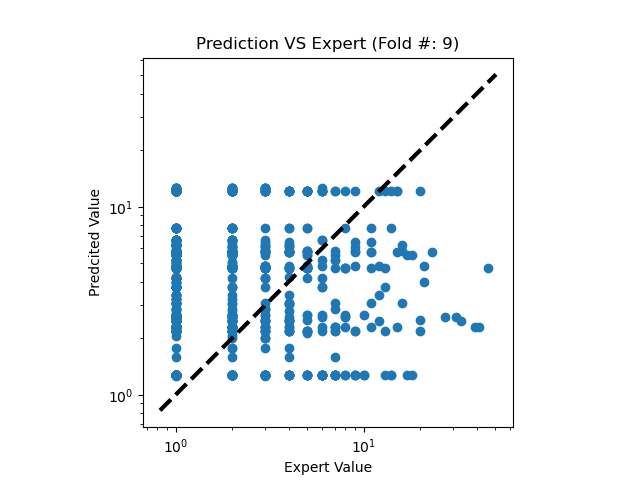 Prediction VS Expert (Fold #: 9)
Predcited Value
10¹
10⁰
10⁰ 10¹
Expert Value